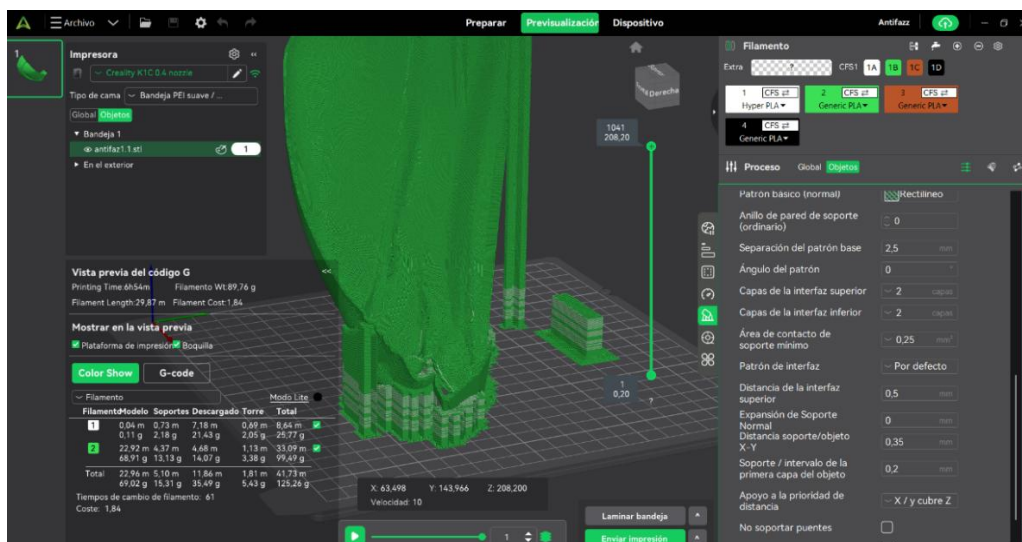 Archivo
Preparar
Previsualización
Dispositivo
Antifazz
1
Impresora
Creality K1C 0.4 nozzle
Tipo de cama
Bandeja PEI suave / ...
Global Objetos
Bandeja 1
antifaz1.1.stl
1
En el exterior
Vista previa del código G
Printing Time:6h54m Filamento Wt:89,76 g
Filament Length:29,87 m Filament Cost:1,84
Mostrar en la vista previa
Plataforma de impresión Boquilla
Color Show
G-code
Filamento
Modo Lite
Filamento Modelo Soportes Descargado Torre Total
1 0,04 m 0,73 m 7,18 m 0,69 m 8,64 m
0,11 g 2,18 g 21,43 g 2,05 g 25,77 g
2 22,92 m 4,37 m 4,68 m 1,13 m 33,09 m
68,91 g 13,13 g 14,07 g 3,38 g 99,49 g
Total 22,96 m 5,10 m 11,86 m 1,81 m 41,73 m
69,02 g 15,31 g 35,49 g 5,43 g 125,26 g
Tiempos de cambio de filamento: 61
Coste: 1,84
Derecha
1041
208,20
1
0,20
?
X: 63,498 Y: 143,966 Z: 208,200
Velocidad: 10
1
Laminar bandeja
Enviar impresión
Filamento
Extra ? CFS1 1A 1B 1C 1D
1 CFS
Hyper PLA
2 CFS
Generic PLA
3 CFS
Generic PLA
4 CFS
Generic PLA
Proceso Global Objetos
Patrón básico (normal) Rectilíneo
Anillo de pared de soporte
(ordinario) 0
Separación del patrón base 2,5 mm
Ángulo del patrón 0 °
Capas de la interfaz superior 2 capas
Capas de la interfaz inferior 2 capas
Área de contacto de
soporte mínimo 0,25 mm²
Patrón de interfaz Por defecto
Distancia de la interfaz
superior 0,5 mm
Expansión de Soporte
Normal 0 mm
Distancia soporte/objeto
X-Y 0,35 mm
Soporte / intervalo de la
primera capa del objeto 0,2 mm
Apoyo a la prioridad de
distancia X / y cubre Z
No soportar puentes